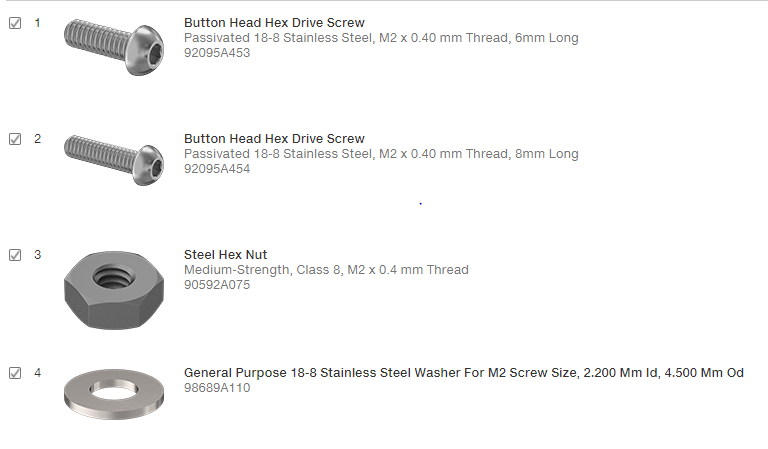 1
Button Head Hex Drive Screw
Passivated 18-8 Stainless Steel, M2 x 0.40 mm Thread, 6mm Long
92095A453
2
Button Head Hex Drive Screw
Passivated 18-8 Stainless Steel, M2 x 0.40 mm Thread, 8mm Long
92095A454
3
Steel Hex Nut
Medium-Strength, Class 8, M2 x 0.4 mm Thread
90592A075
4
General Purpose 18-8 Stainless Steel Washer For M2 Screw Size, 2.200 Mm Id, 4.500 Mm Od
98689A110